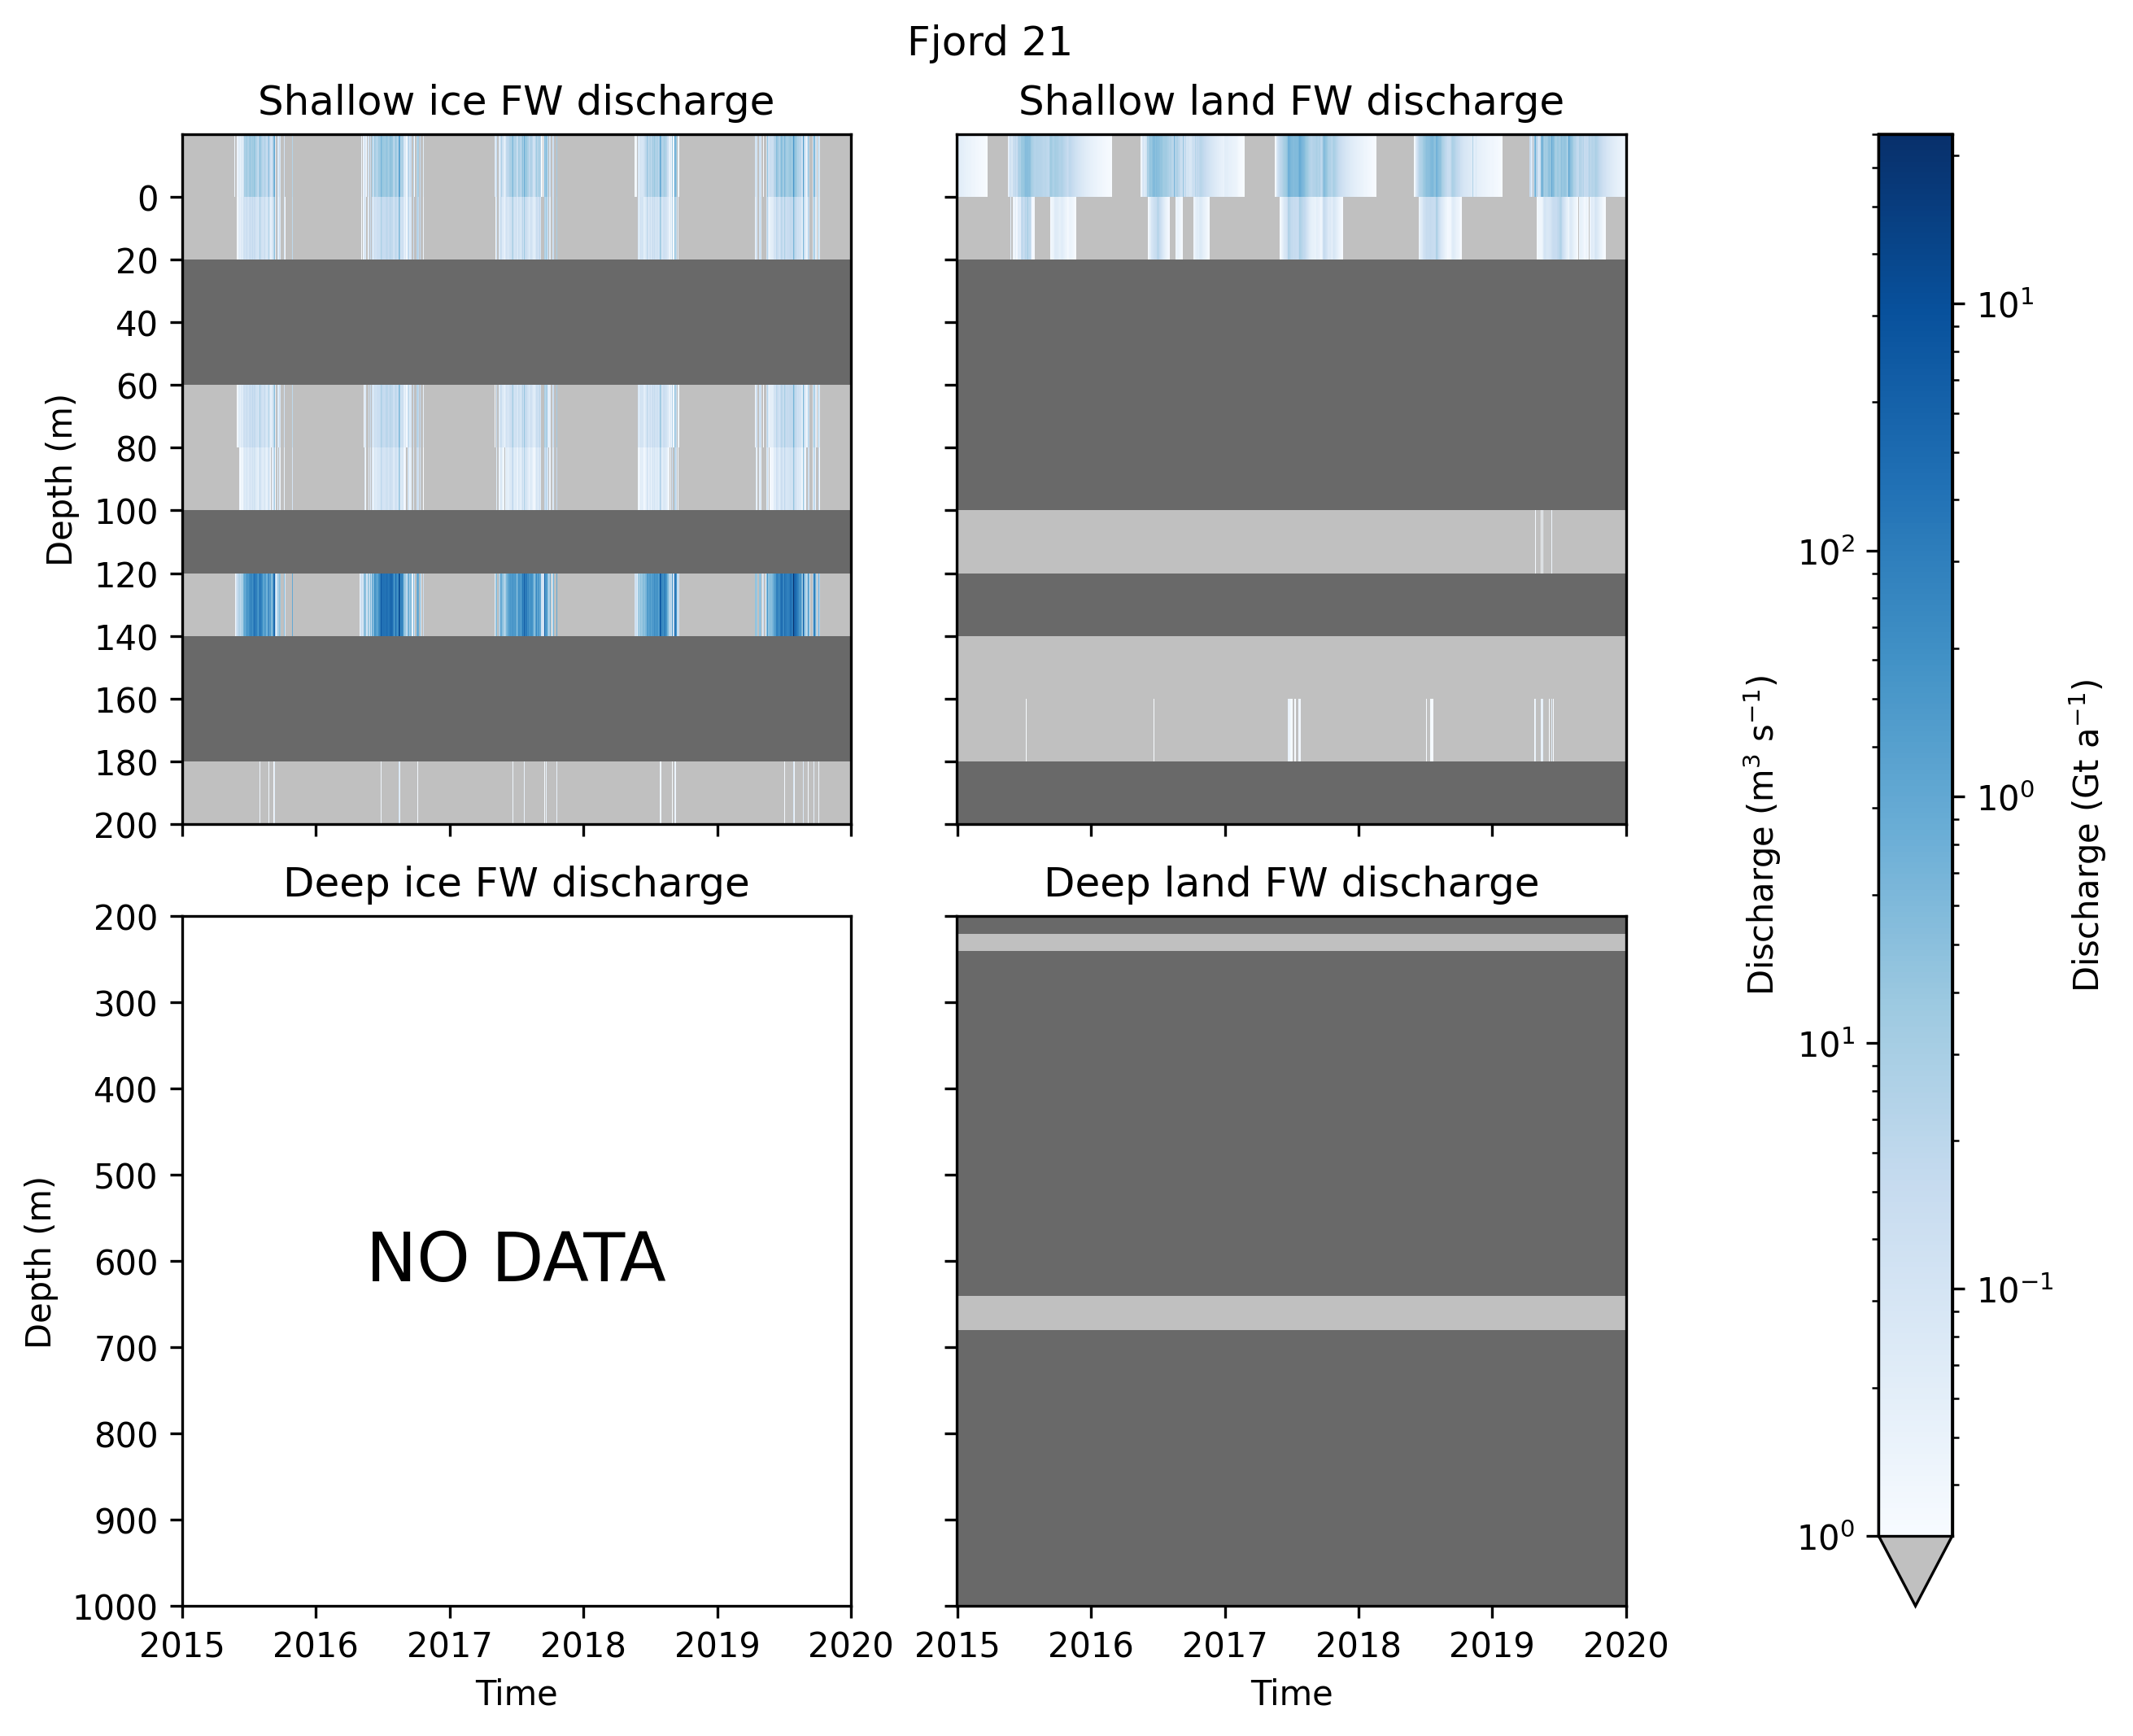 Fjord 21
Shallow ice FW discharge
Shallow land FW discharge
0
20
40
60
80
100
120
140
160
180
200
Depth (m)
Deep ice FW discharge
Deep land FW discharge
200
300
400
500
600
700
800
900
1000
Depth (m)
NO DATA
2015 2016 2017 2018 2019 2020
2015 2016 2017 2018 2019 2020
Time
Time
10²
10¹
10⁰
Discharge (m³ s⁻¹)
10¹
10⁰
10⁻¹
Discharge (Gt a⁻¹)